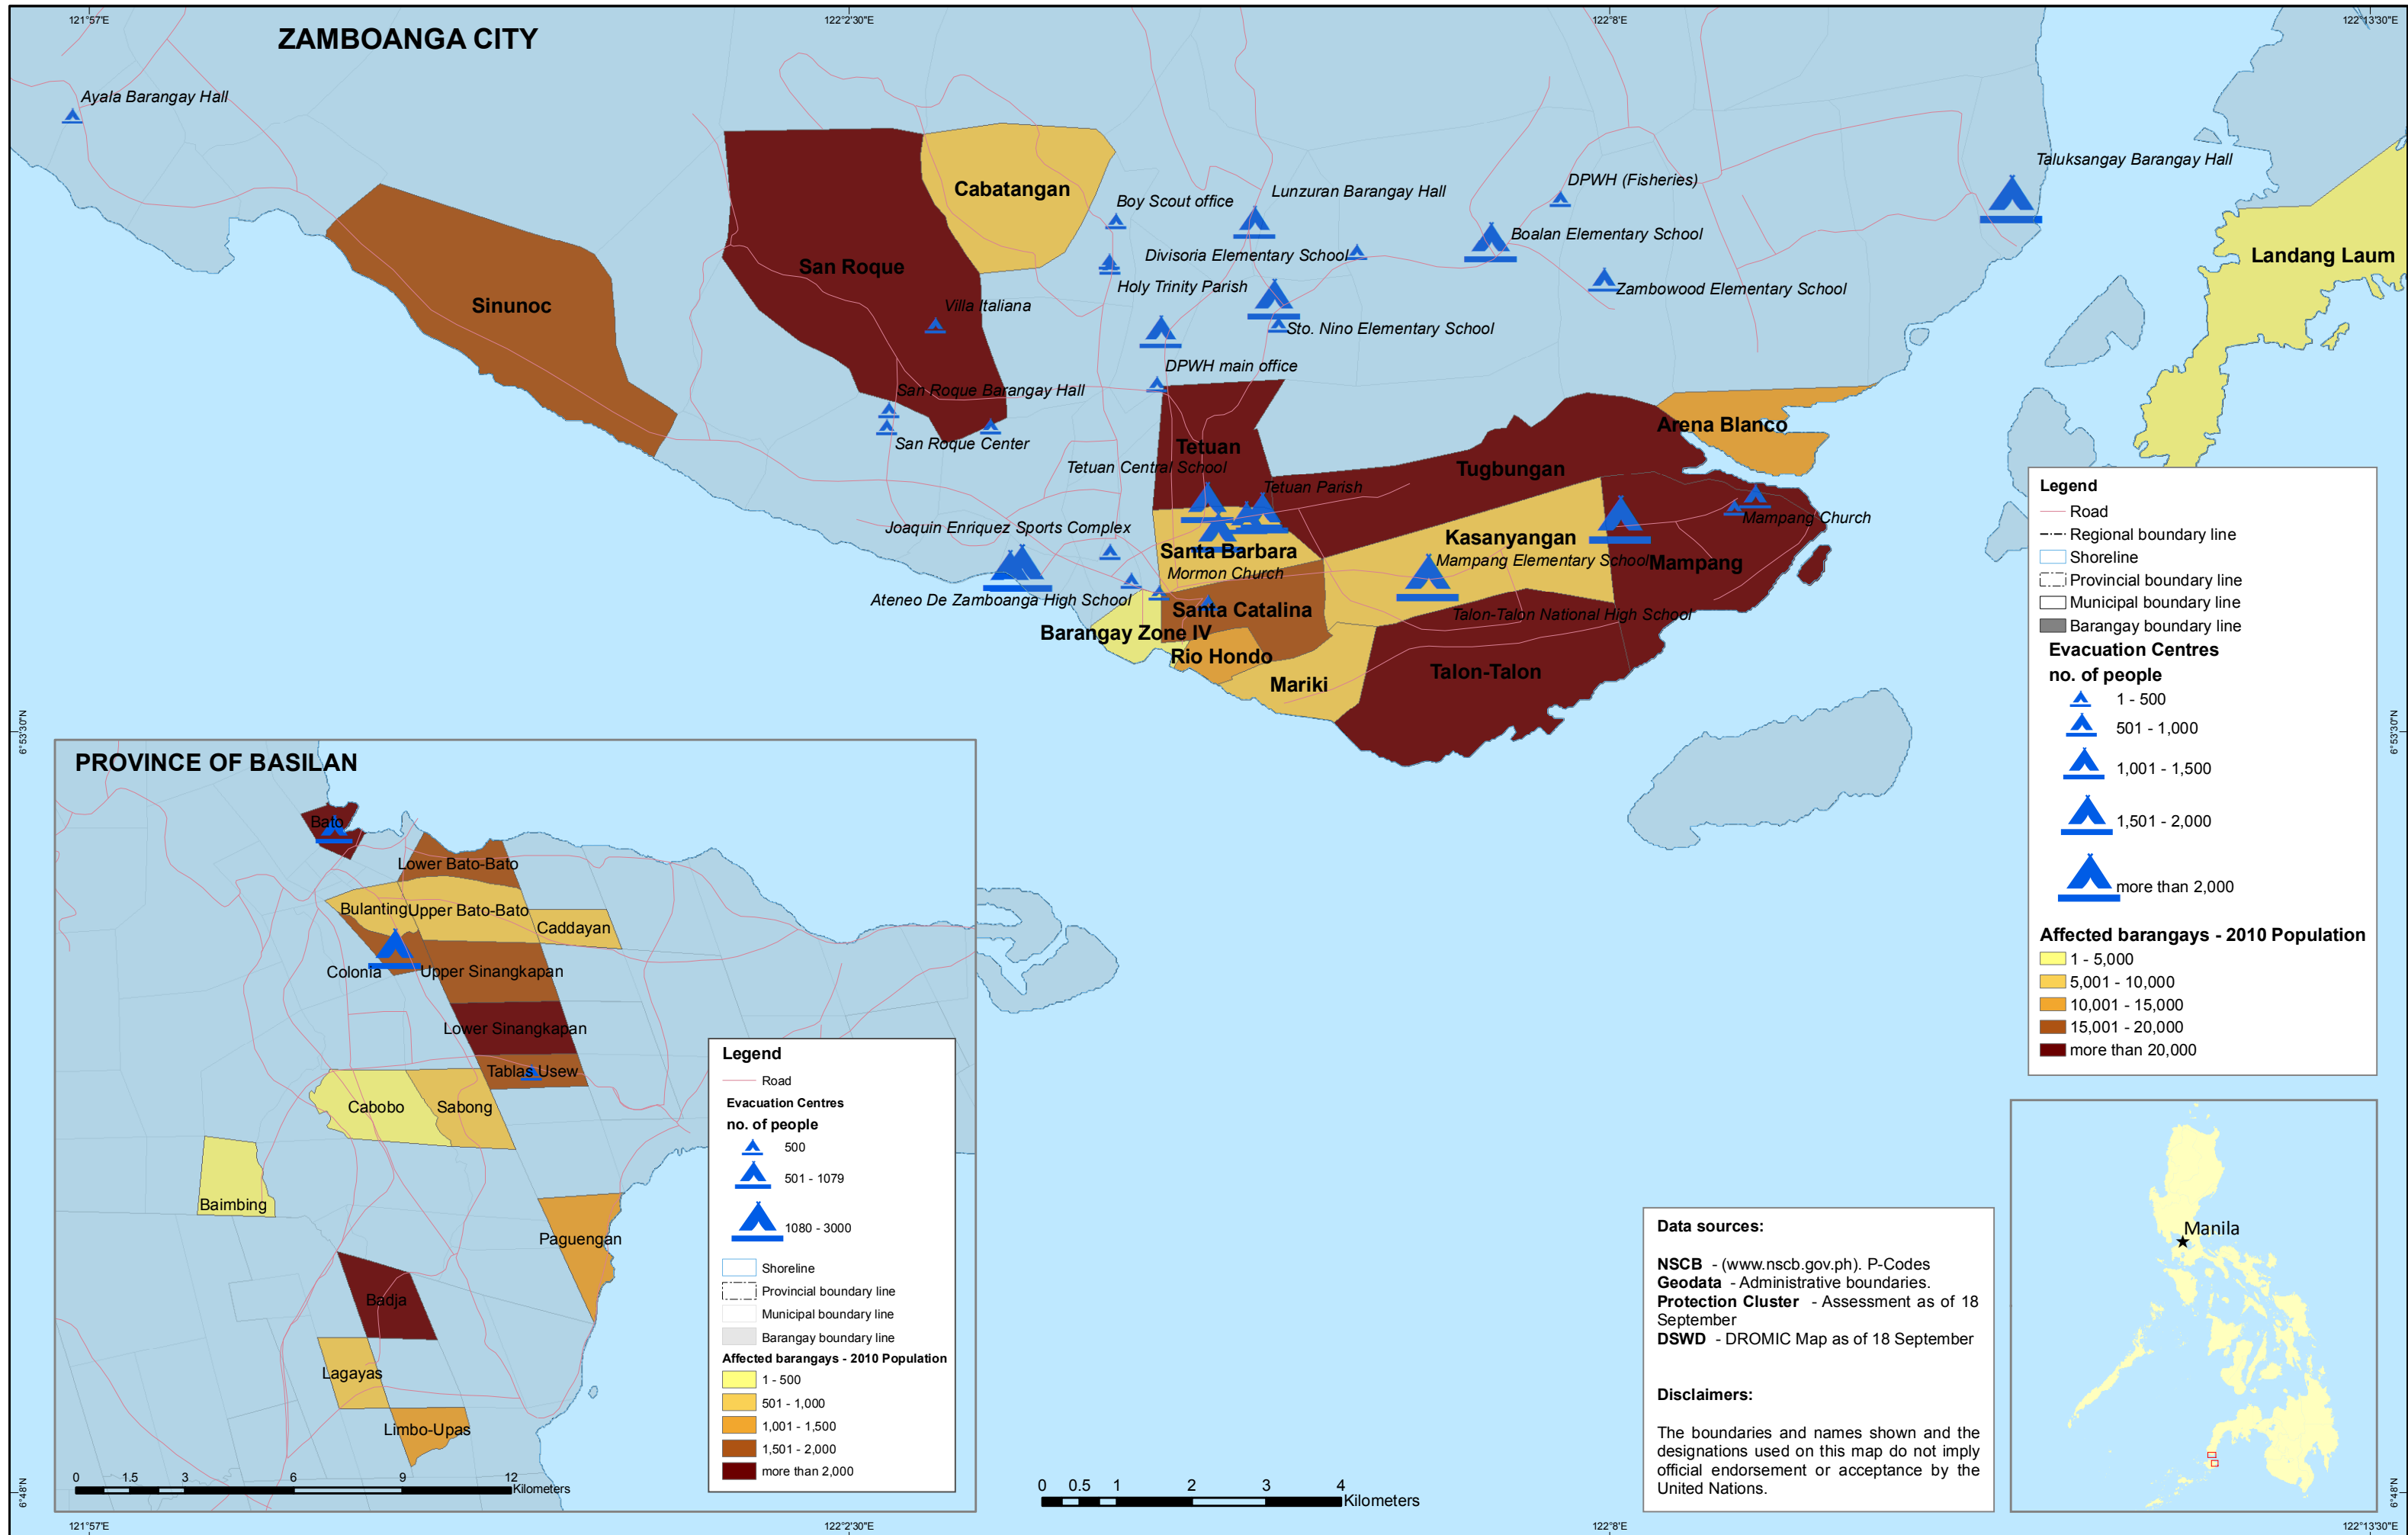 121°57'E
122°2'30"E
122°8'E
122°13'30"E
ZAMBOANGA CITY
Ayala Barangay Hall
Taluksangay Barangay Hall
Cabatangan
DPWH (Fisheries)
Lunzuran Barangay Hall
Boy Scout office
Boalan Elementary School
Divisoria Elementary School
Landang Laum
San Roque
Holy Trinity Parish
Zambowood Elementary School
Sinunoc
Villa Italiana
Sto. Nino Elementary School
DPWH main office
San Roque Barangay Hall
Arena Blanco
San Roque Center
Tetuan
Tetuan Central School
Tugbungan
Tetuan Parish
Mampang Church
Joaquin Enriquez Sports Complex
Kasanyangan
Santa Barbara
Mampang Elementary School
Mampang
Mormon Church
Ateneo De Zamboanga High School
Santa Catalina
Talon-Talon National High School
Barangay Zone IV
Rio Hondo
Talon-Talon
Mariki
6°53'30"N
6°53'30"N
Legend
Road
Regional boundary line
Shoreline
Provincial boundary line
Municipal boundary line
Barangay boundary line
Evacuation Centres
no. of people
1 - 500
501 - 1,000
1,001 - 1,500
1,501 - 2,000
more than 2,000
Affected barangays - 2010 Population
1 - 5,000
5,001 - 10,000
10,001 - 15,000
15,001 - 20,000
more than 20,000
PROVINCE OF BASILAN
Bato
Lower Bato-Bato
Bulanting
Upper Bato-Bato
Caddayan
Colonia
Upper Sinangkapan
Lower Sinangkapan
Tablas Usew
Cabobo
Sabong
Baimbing
Paguengan
Badja
Lagayas
Limbo-Upas
0 1.5 3 6 9 12
Kilometers
Legend
Road
Evacuation Centres
no. of people
500
501 - 1079
1080 - 3000
Shoreline
Provincial boundary line
Municipal boundary line
Barangay boundary line
Affected barangays - 2010 Population
1 - 500
501 - 1,000
1,001 - 1,500
1,501 - 2,000
more than 2,000
0 0.5 1 2 3 4
Kilometers
Data sources:
NSCB - (www.nscb.gov.ph). P-Codes
Geodata - Administrative boundaries.
Protection Cluster - Assessment as of 18
September
DSWD - DROMIC Map as of 18 September
Disclaimers:
The boundaries and names shown and the
designations used on this map do not imply
official endorsement or acceptance by the
United Nations.
Manila
6°48'N
6°48'N
121°57'E
122°2'30"E
122°8'E
122°13'30"E